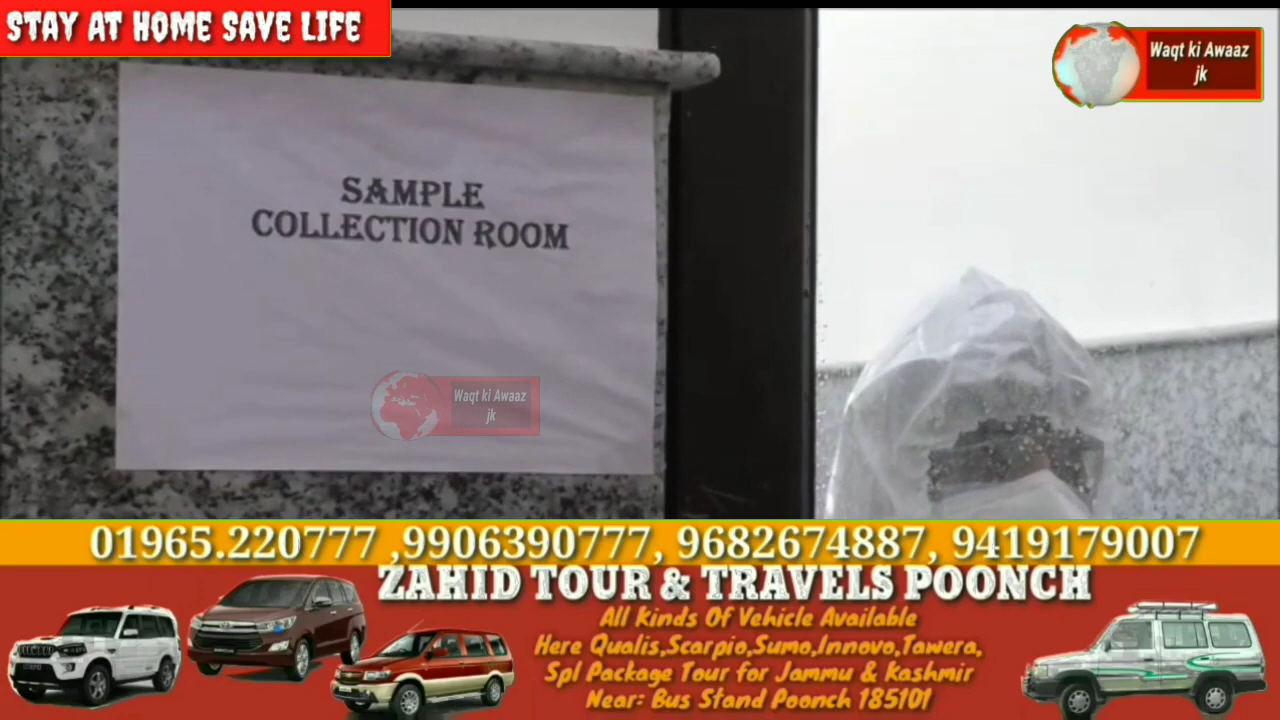 STAY AT HOME SAVE LIFE
Waqt ki Awaaz
jk
SAMPLE
COLLECTION ROOM
Waqt ki Awaaz
jk
01965.220777 ,9906390777, 9682674887, 9419179007
ZAHID TOUR & TRAVELS POONCH
All Kinds Of Vehicle Available
Here Qualis,Scarpio,Sumo,Innovo,Tawera,
Spl Package Tour for Jammu & Kashmir
Near: Bus Stand Poonch 185101